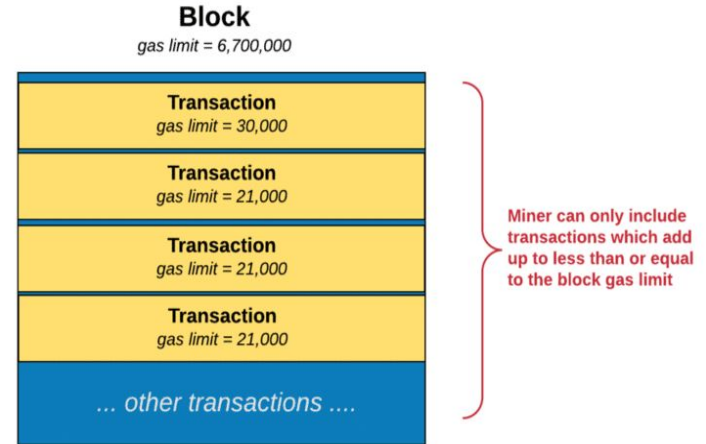 Block
gas limit = 6,700,000
Transaction
gas limit = 30,000
Transaction
gas limit = 21,000
Transaction
gas limit = 21,000
Transaction
gas limit = 21,000
... other transactions ....
Miner can only include
transactions which add
up to less than or equal
to the block gas limit